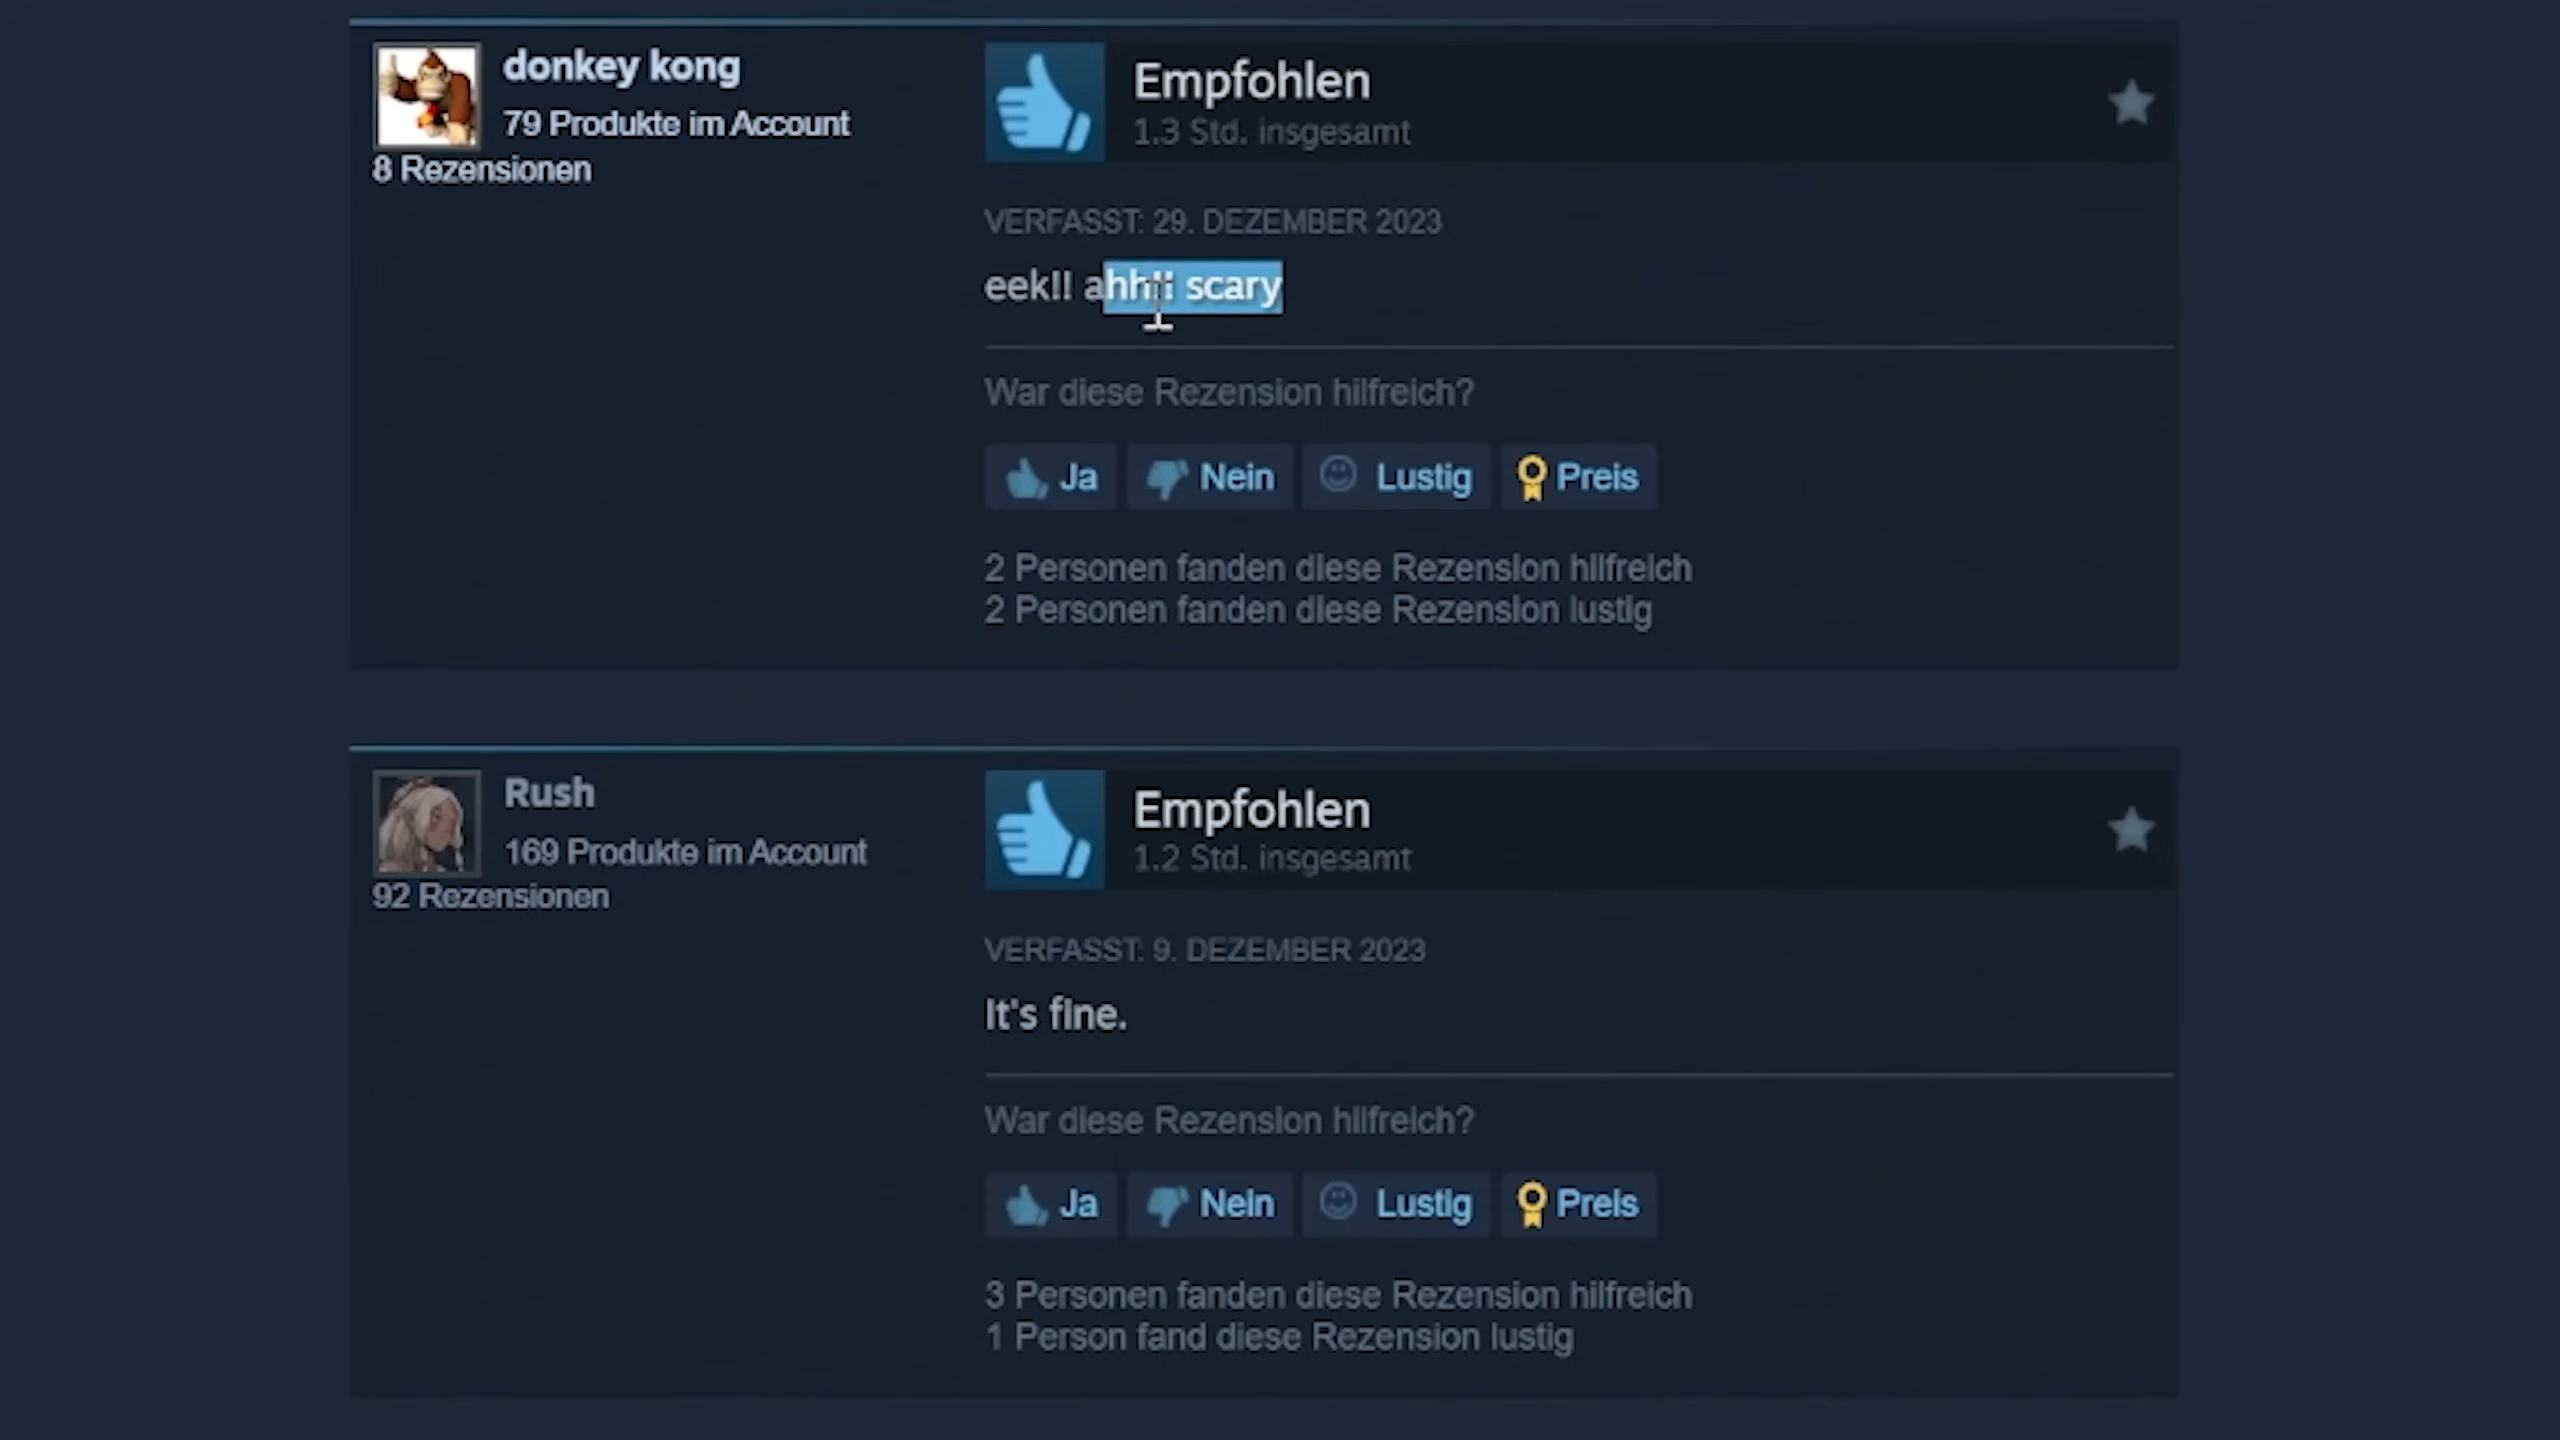 donkey kong
79 Produkte im Account
8 Rezensionen
Empfohlen
1.3 Std. insgesamt
VERFASST: 29. DEZEMBER 2023
eek!! ahh!! scary
War diese Rezension hilfreich?
Ja
Nein
Lustig
Preis
2 Personen fanden diese Rezension hilfreich
2 Personen fanden diese Rezension lustig
Rush
169 Produkte im Account
92 Rezensionen
Empfohlen
1.2 Std. insgesamt
VERFASST: 9. DEZEMBER 2023
It's fine.
War diese Rezension hilfreich?
Ja
Nein
Lustig
Preis
3 Personen fanden diese Rezension hilfreich
1 Person fand diese Rezension lustig